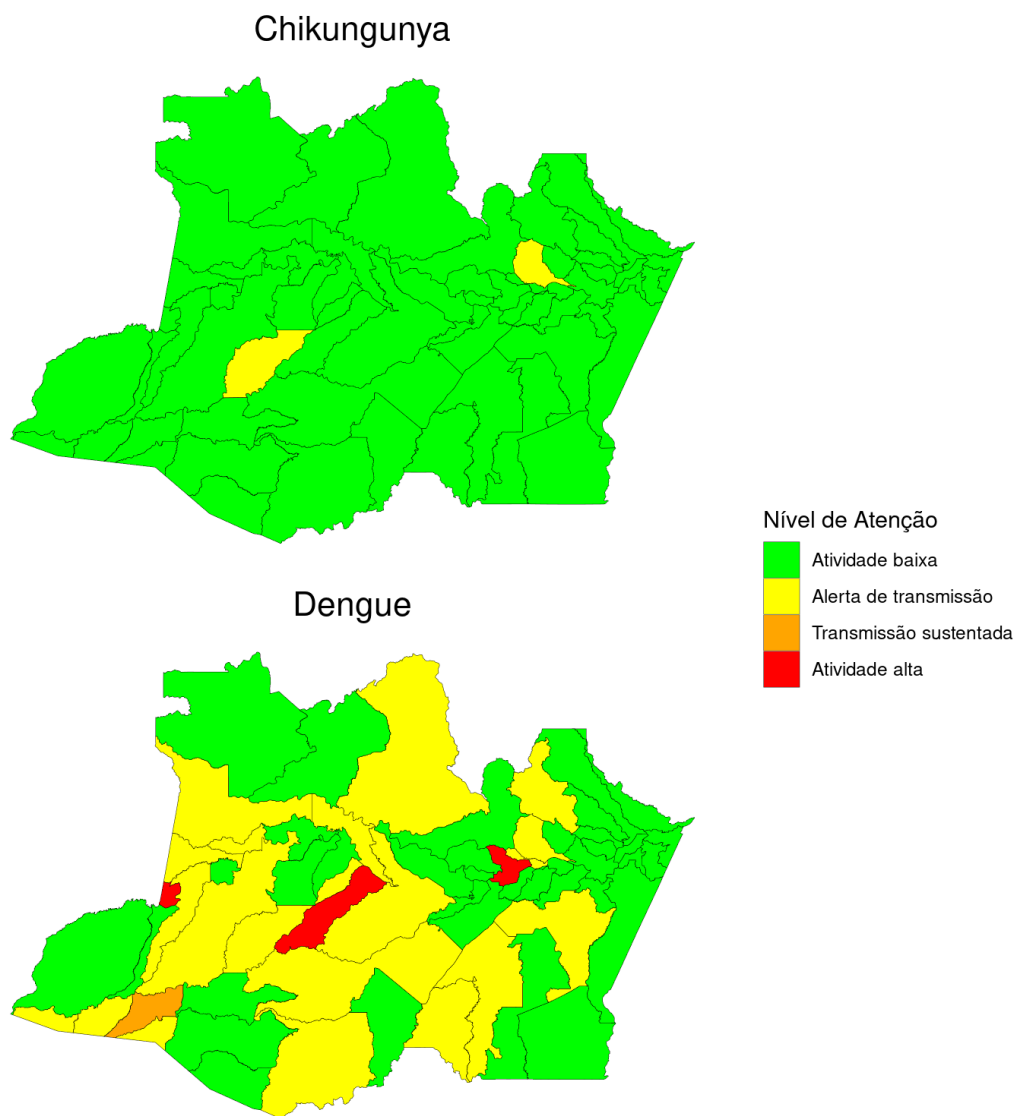 Chikungunya
Nível de Atenção
Atividade baixa
Alerta de transmissão
Transmissão sustentada
Atividade alta
Dengue